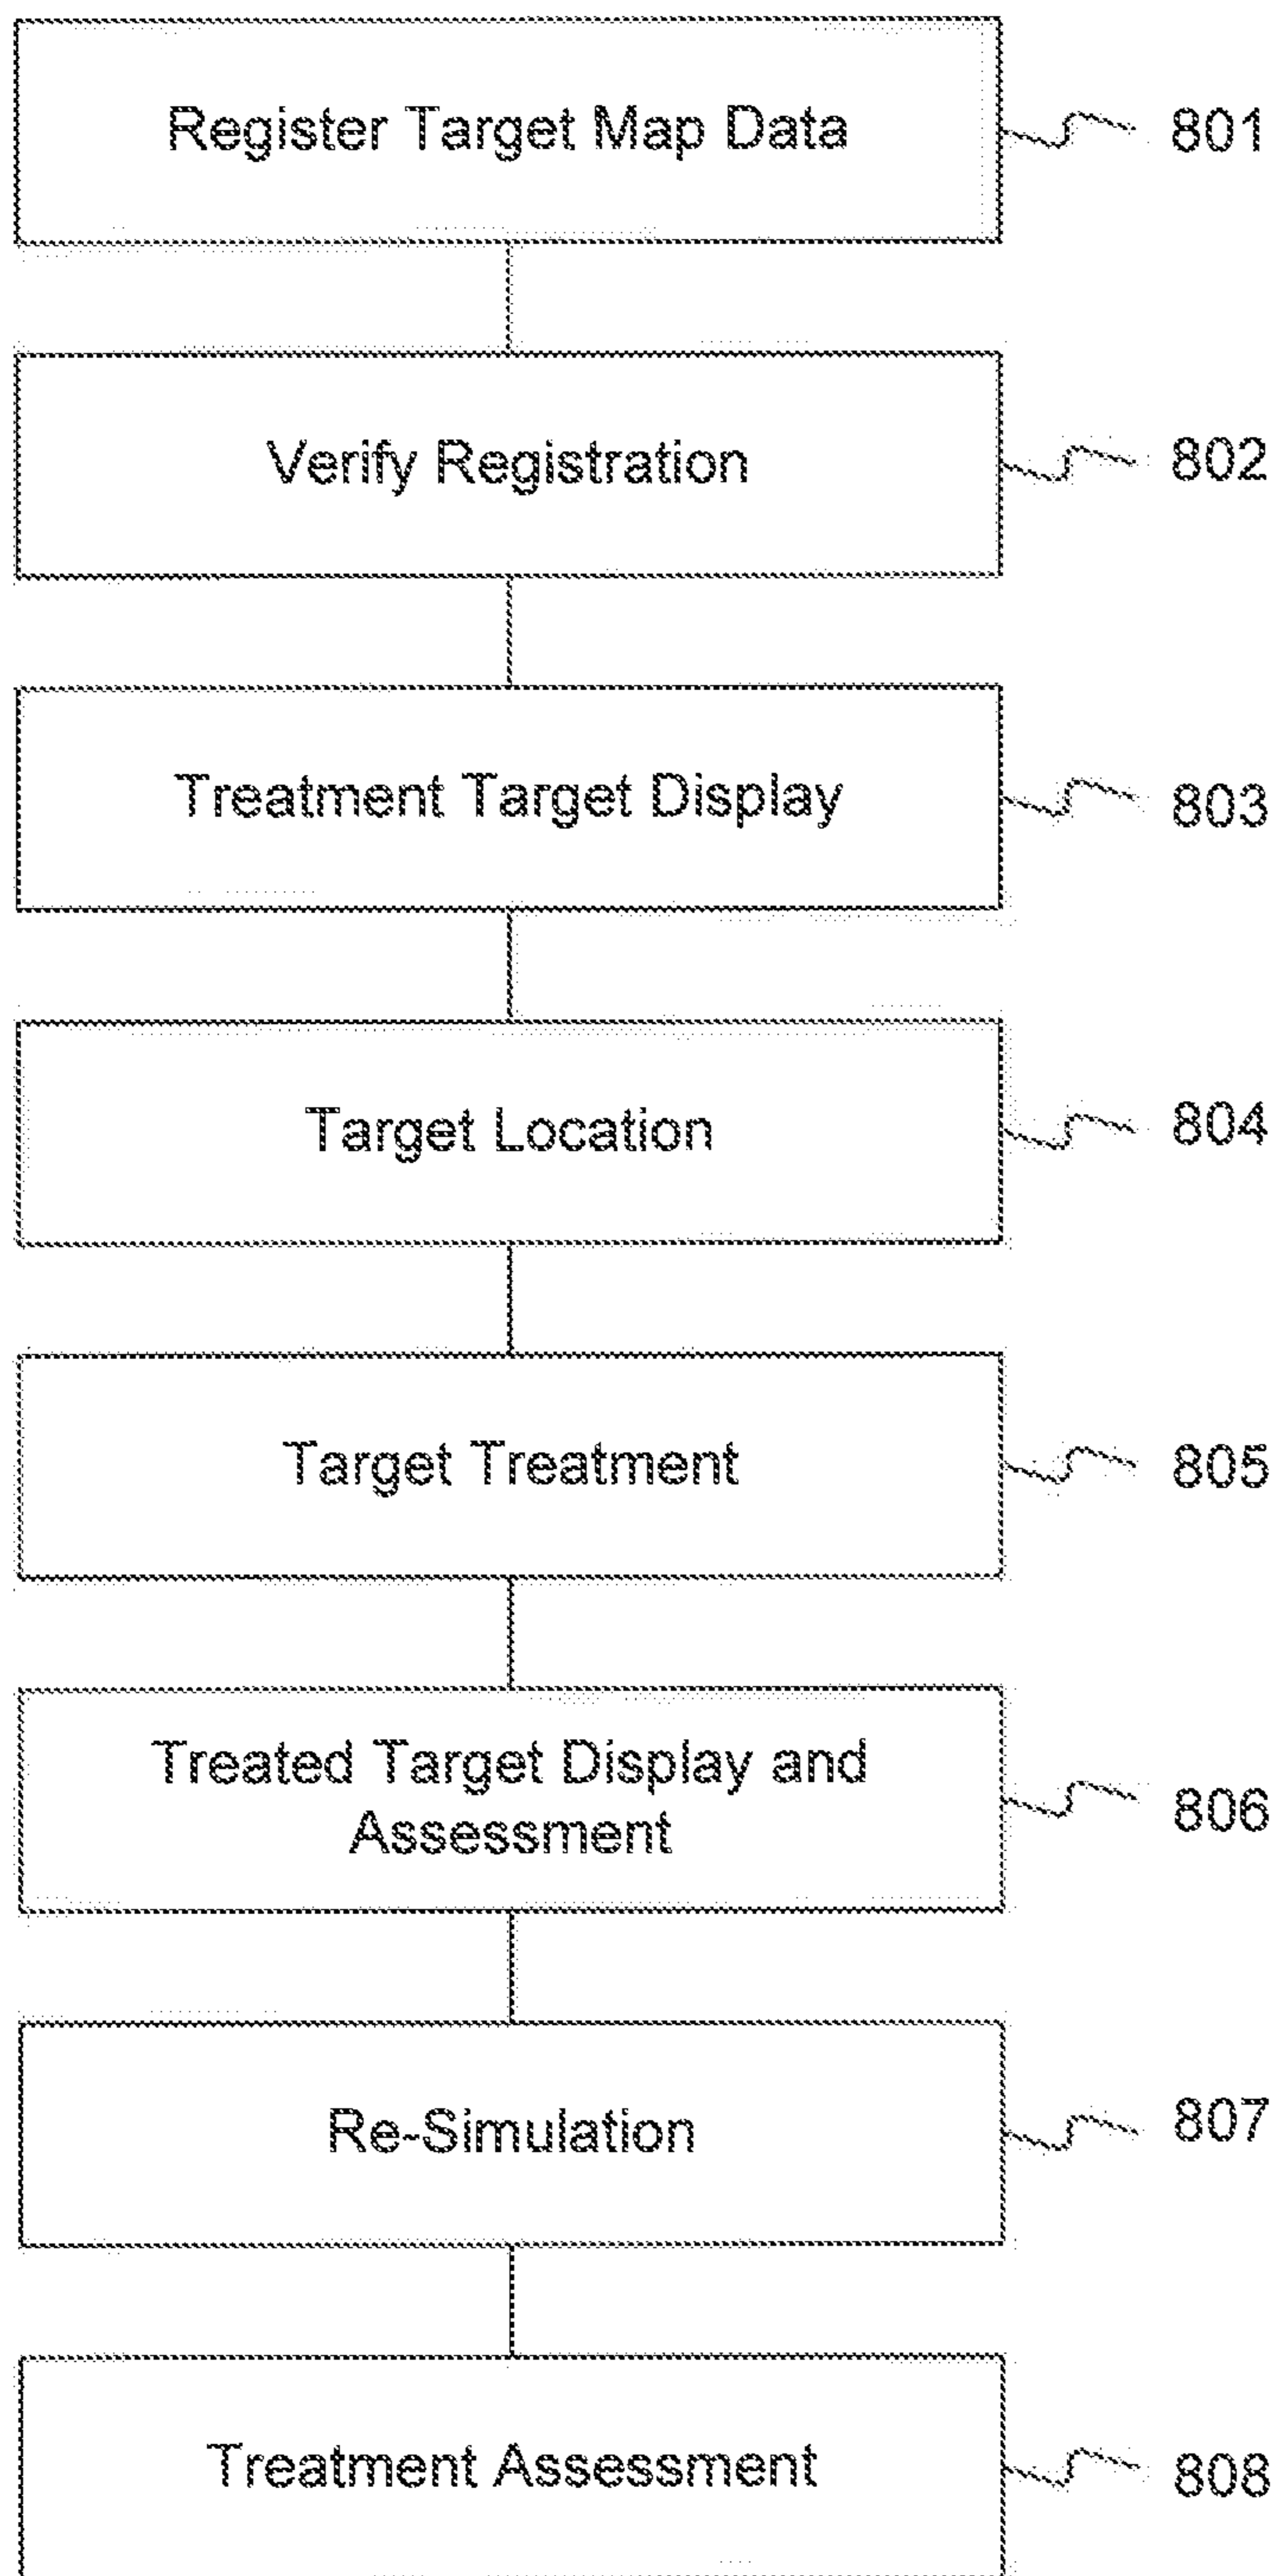 Register Target Map Data
801
Verify Registration
802
Treatment Target Display
803
Target Location
804
Target Treatment
805
Treated Target Display and
Assessment
806
Re-Simulation
807
Treatment Assessment
808